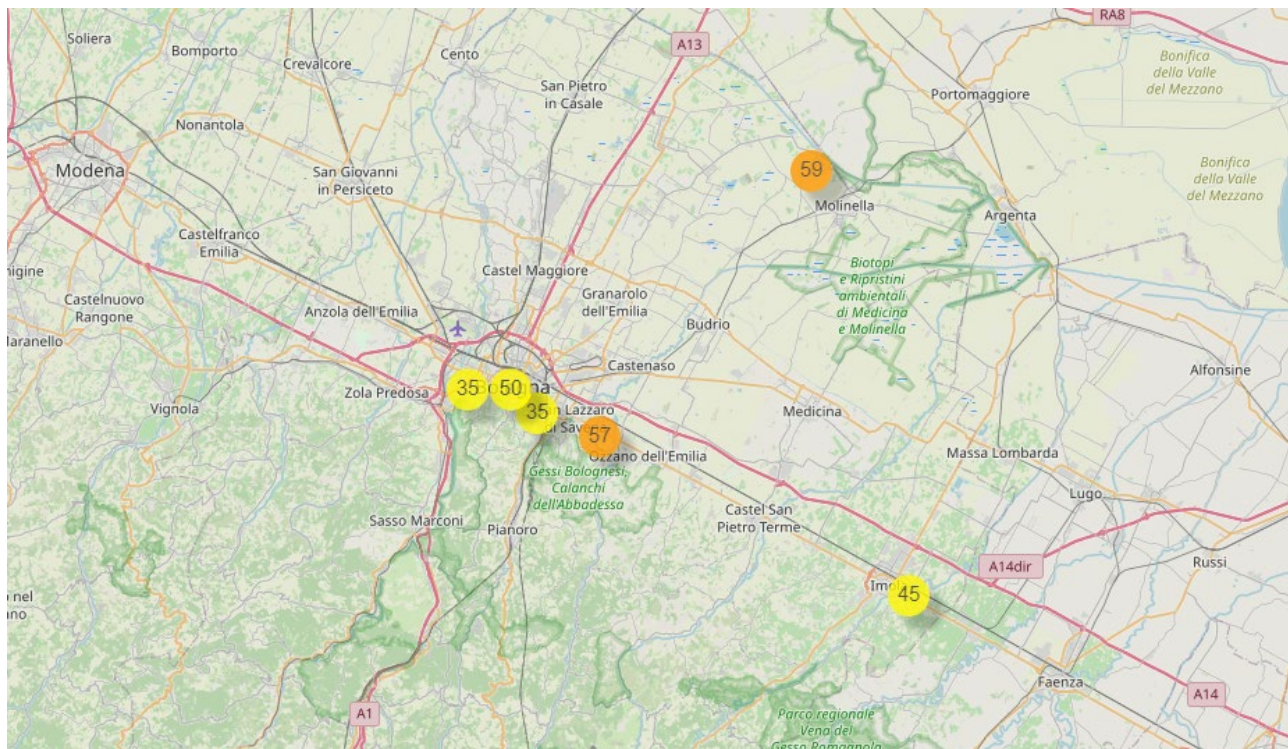 RA8
Soliera
Bomporto
Crevalcore
Cento
A13
Bonifica
della Valle
del Mezzano
San Pietro
in Casale
Portomaggiore
Nonantola
Modena
San Giovanni
in Persiceto
59
Bonifica
della Valle
del Mezzano
Molinella
Argenta
Castelfranco
Emilia
Castel Maggiore
Biotopi
e Ripristini
ambientali
di Medicina
e Molinella
Castelnuovo
Rangone
Anzola dell'Emilia
Granarolo
dell'Emilia
Budrio
Castenaso
Alfonsine
Zola Predosa
35
50
35
Vignola
Medicina
57
Ozzano dell'Emilia
Massa Lombarda
Gessi Bolognesi,
Calanchi
dell'Abbadessa
Lugo
Sasso Marconi
Pianoro
Castel San
Pietro Terme
A14dir
Russi
45
Faenza
A14
A1
Parco regionale
Vena del
Gesso Romagnola